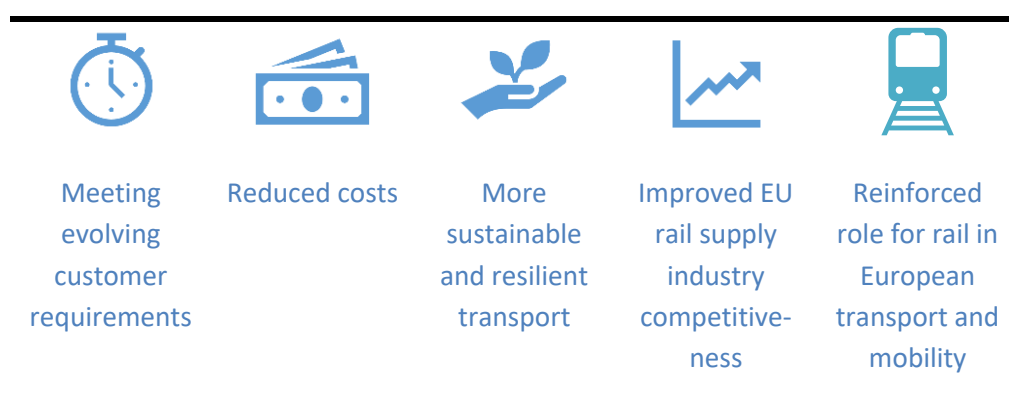 Meeting
evolving
customer
requirements
Reduced costs
More
sustainable
and resilient
transport
Improved EU
rail supply
industry
competitive-
ness
Reinforced
role for rail in
European
transport and
mobility